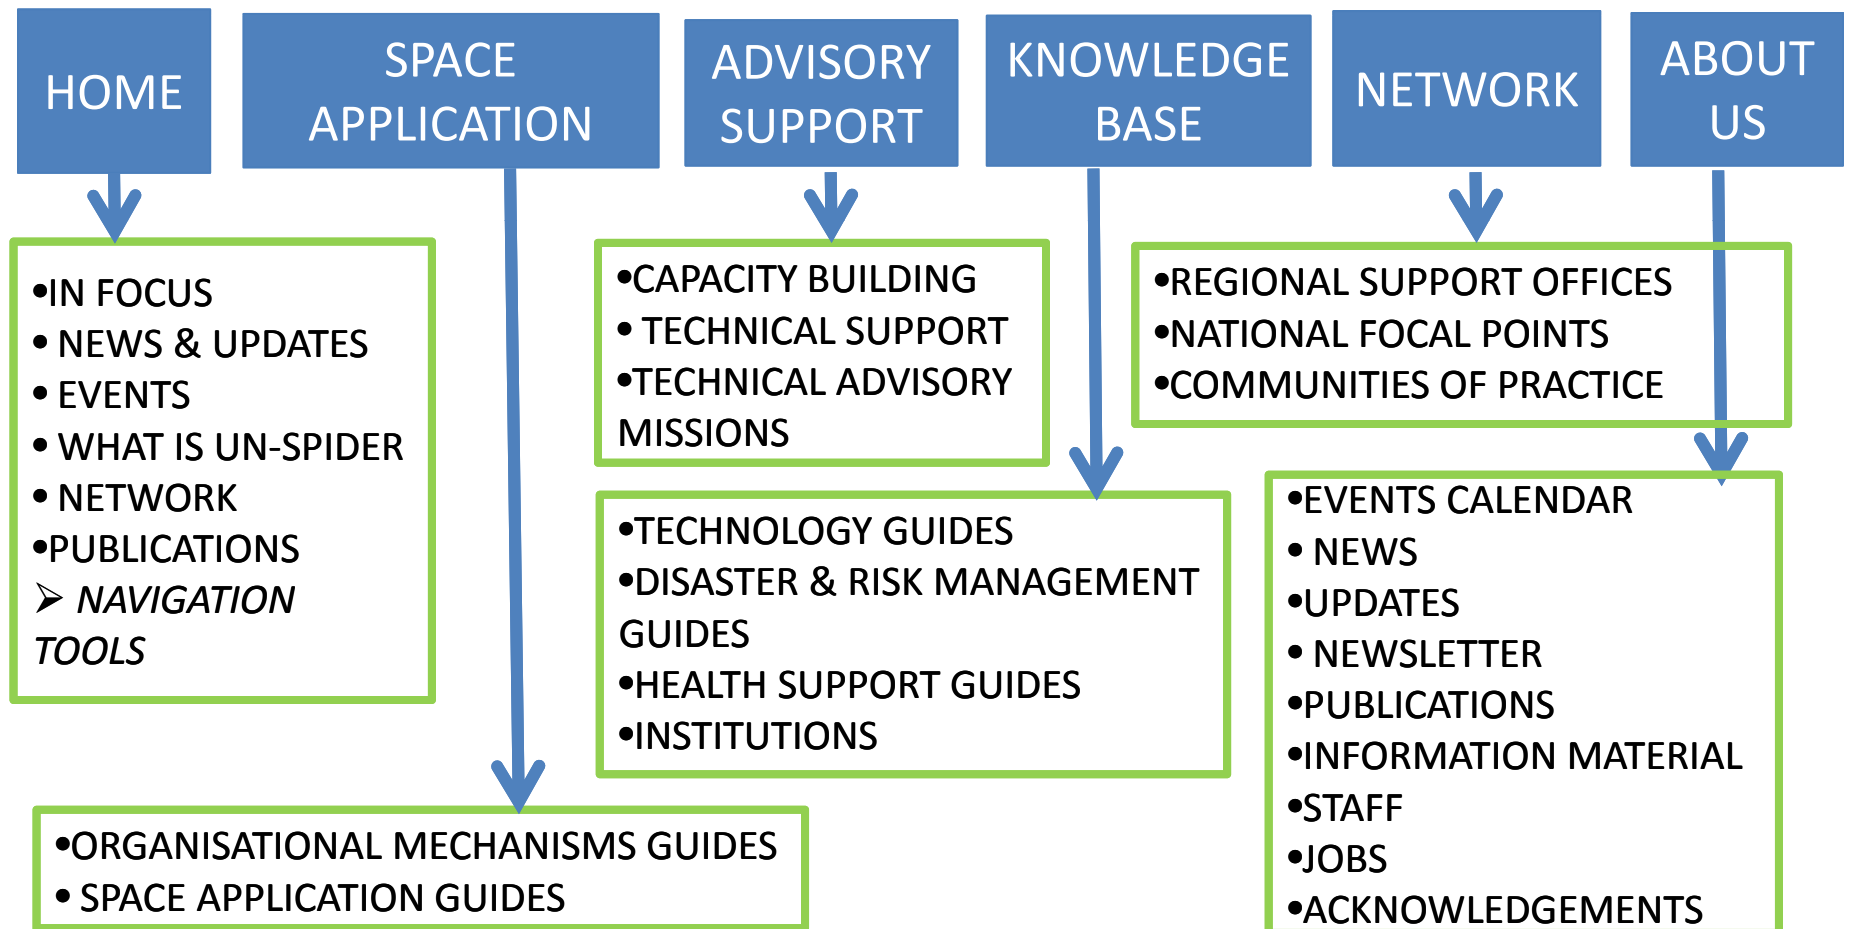 HOME
SPACE
APPLICATION
ADVISORY
SUPPORT
KNOWLEDGE
BASE
NETWORK
ABOUT
US
•IN FOCUS
• NEWS & UPDATES
• EVENTS
• WHAT IS UN-SPIDER
• NETWORK
•PUBLICATIONS
➢ NAVIGATION
TOOLS
•CAPACITY BUILDING
• TECHNICAL SUPPORT
•TECHNICAL ADVISORY
MISSIONS
•REGIONAL SUPPORT OFFICES
•NATIONAL FOCAL POINTS
•COMMUNITIES OF PRACTICE
•TECHNOLOGY GUIDES
•DISASTER & RISK MANAGEMENT
GUIDES
•HEALTH SUPPORT GUIDES
•INSTITUTIONS
•EVENTS CALENDAR
• NEWS
•UPDATES
• NEWSLETTER
•PUBLICATIONS
•INFORMATION MATERIAL
•STAFF
•JOBS
•ACKNOWLEDGEMENTS
•ORGANISATIONAL MECHANISMS GUIDES
• SPACE APPLICATION GUIDES